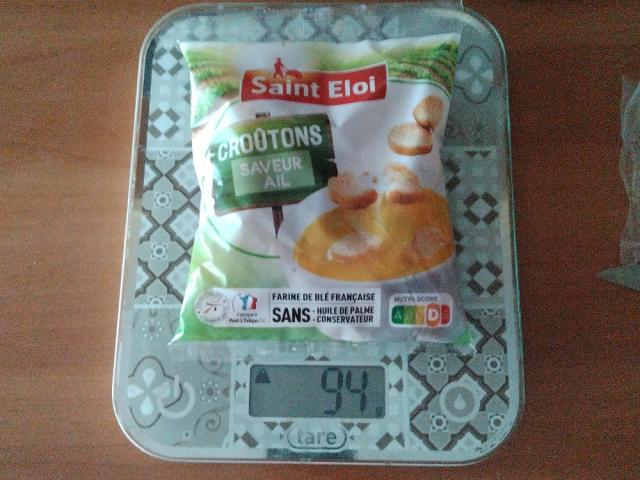 Saint Eloi
CROÛTONS
SAVEUR
AIL
FARINE DE BLÉ FRANÇAISE
SANS
- HUILE DE PALME
- CONSERVATEUR
NUTRI-SCORE
A B C D
94 g
tare